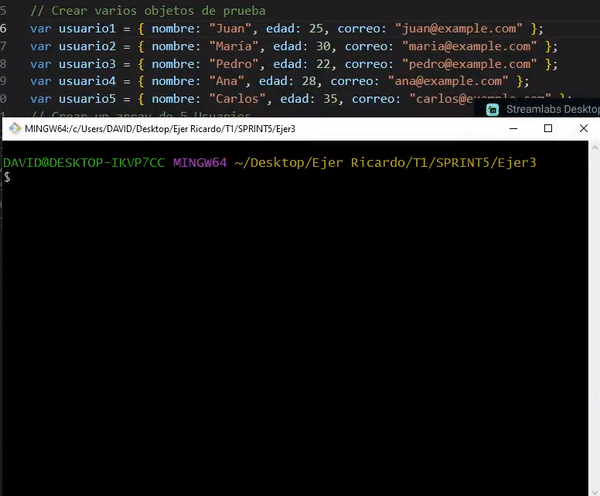 5 // Crear varios objetos de prueba
6 var usuario1 = { nombre: "Juan", edad: 25, correo: "juan@example.com" };
7 var usuario2 = { nombre: "María", edad: 30, correo: "maria@example.com" };
8 var usuario3 = { nombre: "Pedro", edad: 22, correo: "pedro@example.com" };
9 var usuario4 = { nombre: "Ana", edad: 28, correo: "ana@example.com" };
0 var usuario5 = { nombre: "Carlos", edad: 35, correo: "carlos@example.com" };
// Crear un array de 5 Usuarios
Streamlabs Deskto
MINGW64:/c/Users/DAVID/Desktop/Ejer Ricardo/T1/SPRINT5/Ejer3
DAVID@DESKTOP-IKVP7CC MINGW64 ~/Desktop/Ejer Ricardo/T1/SPRINT5/Ejer3
$